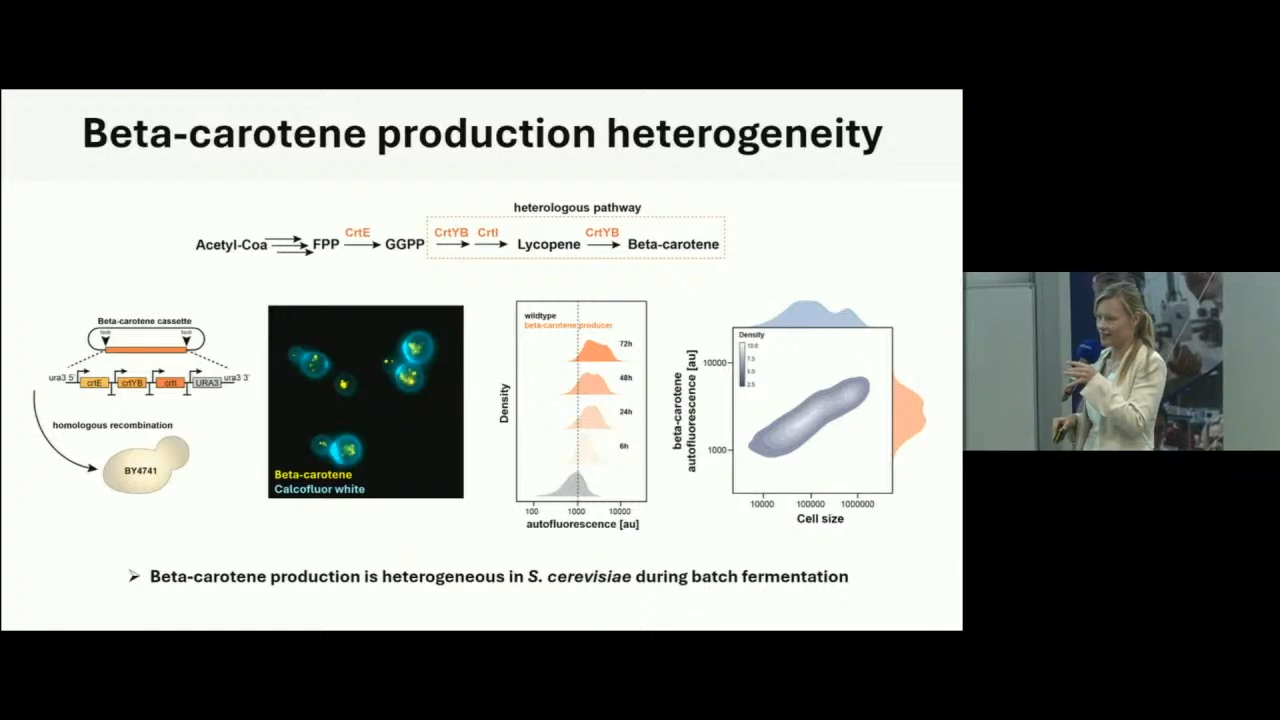 Beta-carotene production heterogeneity
heterologous pathway
Acetyl-Coa FPP CrtE GGPP CrtYB CrtI Lycopene CrtYB Beta-carotene
Beta-carotene cassette
NotI NotI
ura3 5' crtE crtYB crtI URA3 ura3 3'
homologous recombination
BY4741
Beta-carotene
Calcofluor white
wildtype
beta-carotene producer
72h
48h
24h
6h
Density
100 1000 10000
autofluorescence [au]
Density
10.0
7.5
5.0
2.5
beta-carotene
autofluorescence [au]
10000
1000
10000 100000 1000000
Cell size
➢ Beta-carotene production is heterogeneous in S. cerevisiae during batch fermentation